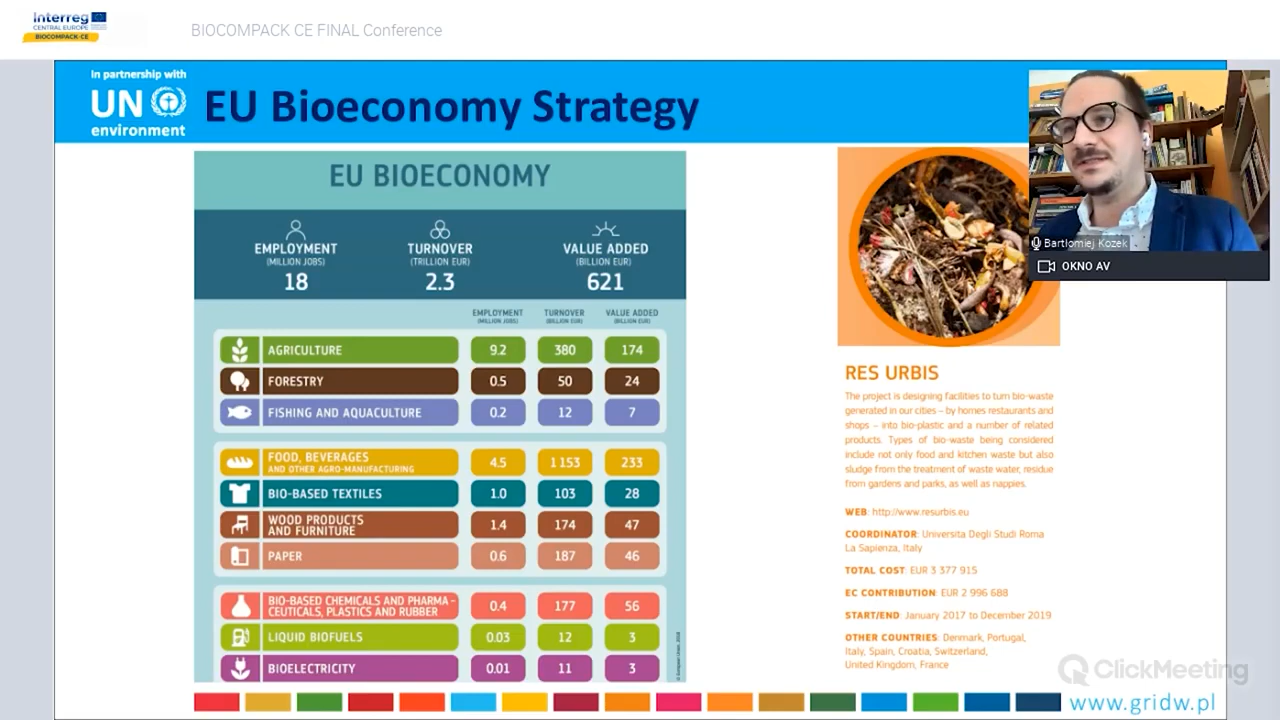 Interreg
CENTRAL EUROPE
BIOCOMPACK-CE
BIOCOMPACK CE FINAL Conference
In partnership with
UN
environment
EU Bioeconomy Strategy
EU BIOECONOMY
EMPLOYMENT TURNOVER VALUE ADDED
(MILLION JOBS) (TRILLION EUR) (BILLION EUR)
18 2.3 621
EMPLOYMENT TURNOVER VALUE ADDED
(MILLION JOBS) (BILLION EUR) (BILLION EUR)
AGRICULTURE 9.2 380 174
FORESTRY 0.5 50 24
FISHING AND AQUACULTURE 0.2 12 7
FOOD, BEVERAGES
AND OTHER AGRO-MANUFACTURING 4.5 1 153 233
BIO-BASED TEXTILES 1.0 103 28
WOOD PRODUCTS
AND FURNITURE 1.4 174 47
PAPER 0.6 187 46
BIO-BASED CHEMICALS AND PHARMA-
CEUTICALS, PLASTICS AND RUBBER 0.4 177 56
LIQUID BIOFUELS 0.03 12 3
BIOELECTRICITY 0.01 11 3
© European Union, 2018
Bartłomiej Kozek
OKNO AV
RES URBIS
The project is designing facilities to turn bio-waste
generated in our cities – by homes restaurants and
shops – into bio-plastic and a number of related
products. Types of bio-waste being considered
include not only food and kitchen waste but also
sludge from the treatment of waste water, residue
from gardens and parks, as well as nappies.
WEB: http://www.resurbis.eu
COORDINATOR: Universita Degli Studi Roma
La Sapienza, Italy
TOTAL COST: EUR 3 377 915
EC CONTRIBUTION: EUR 2 996 688
START/END: January 2017 to December 2019
OTHER COUNTRIES: Denmark, Portugal,
Italy, Spain, Croatia, Switzerland,
United Kingdom, France
ClickMeeting
www.gridw.pl